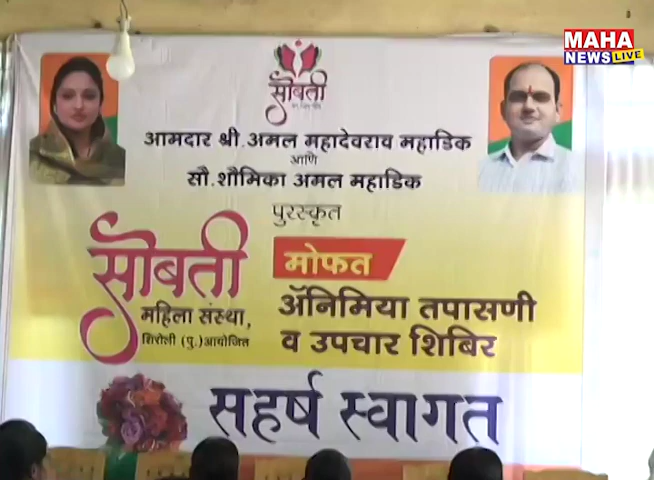 MAHA
NEWS LIVE
सोबती
आमदार श्री. अमल महादेवराव महाडिक
आणि
सौ. शौमिका अमल महाडिक
पुरस्कृत
सोबती
महिला संस्था,
शिरोली (पु.) आयोजित
मोफत
ॲनिमिया तपासणी
व उपचार शिबिर
सहर्ष स्वागत